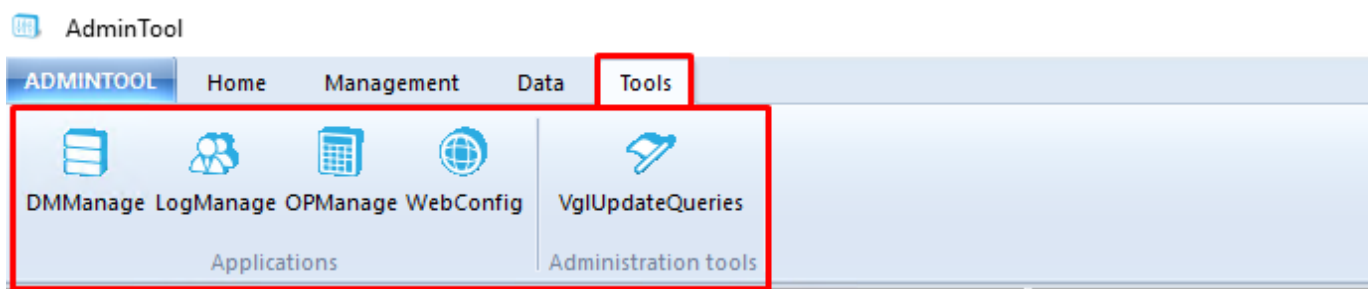 AdminTool
ADMINTOOL Home Management Data Tools
DMManage LogManage OPManage WebConfig VglUpdateQueries
Applications Administration tools